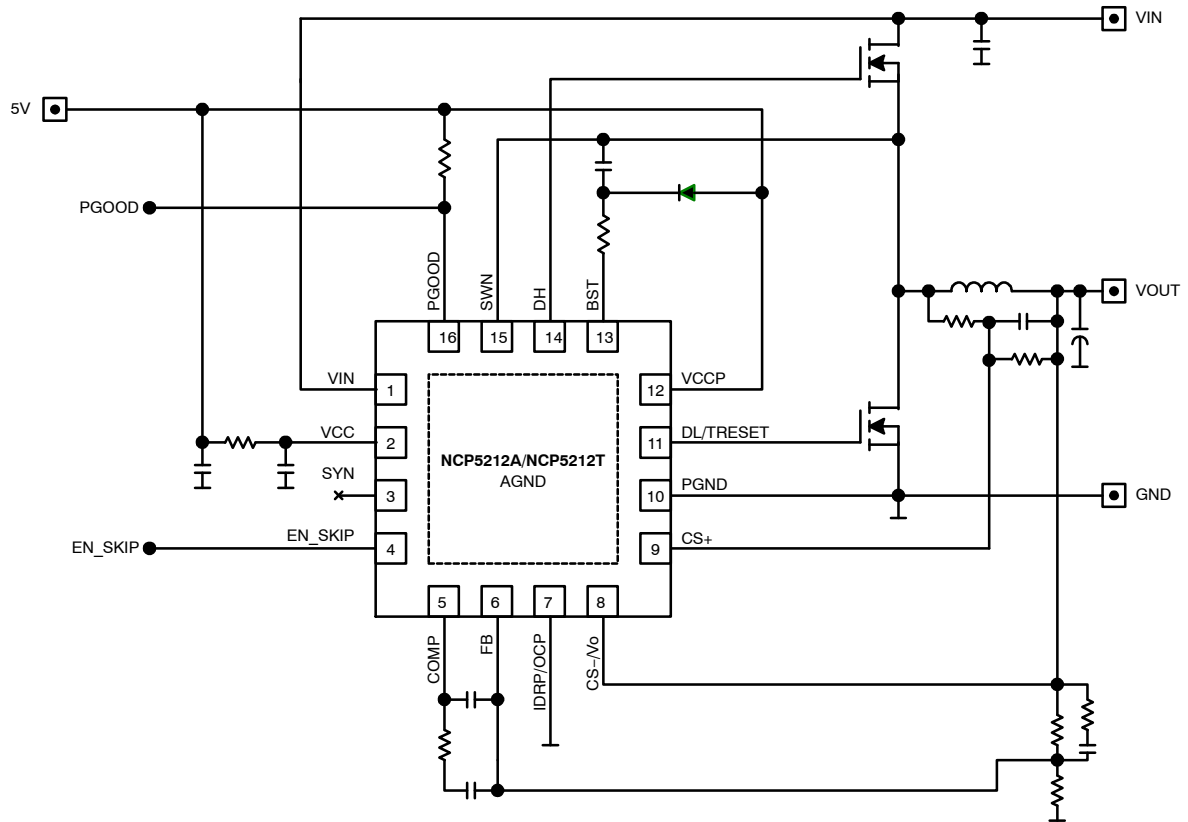 VIN
5V
PGOOD
PGOOD
SWN
DH
BST
VOUT
16
15
14
13
VIN
1
12
VCCP
VCC
2
11
DL/TRESET
NCP5212A/NCP5212T
AGND
SYN
3
10
PGND
GND
EN_SKIP
EN_SKIP
4
9
CS+
5
6
7
8
COMP
FB
IDRP/OCP
CS−/Vo